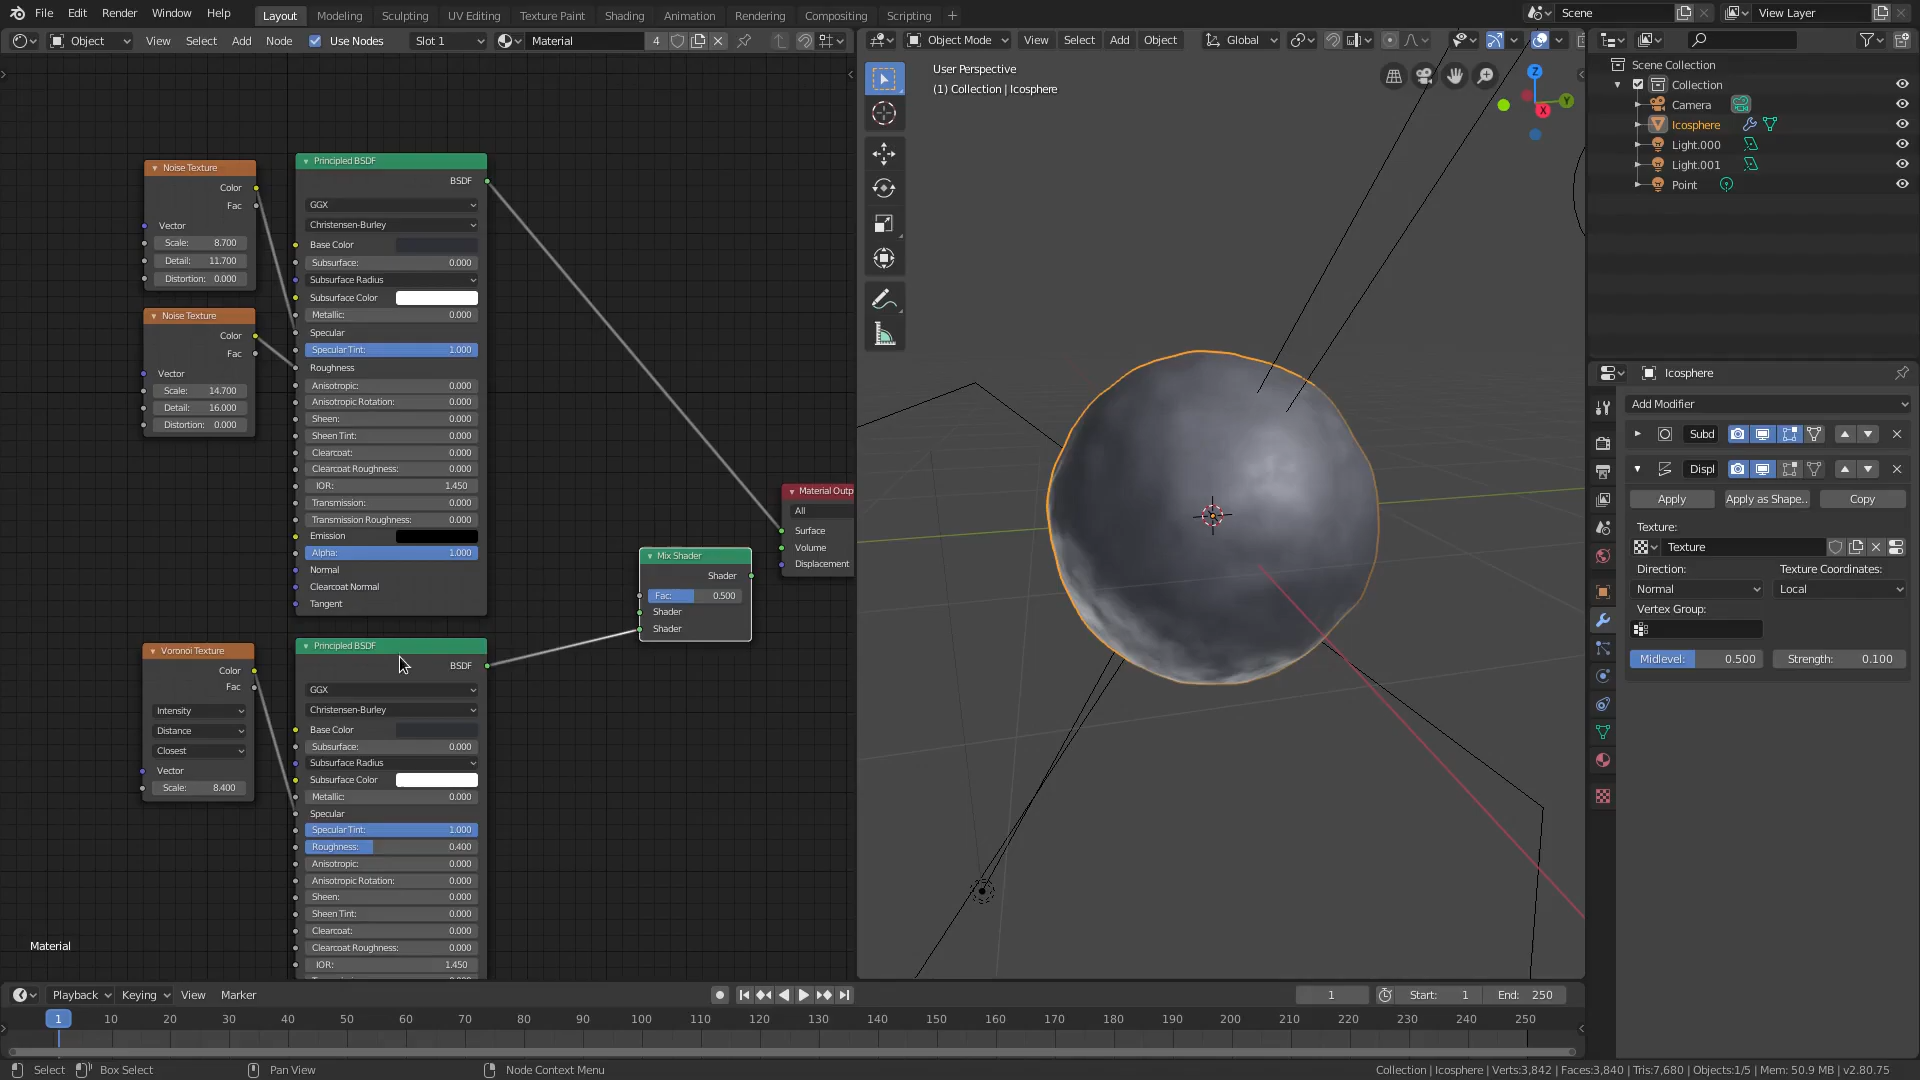 File Edit Render Window Help Layout Modeling Sculpting UV Editing Texture Paint Shading Animation Rendering Compositing Scripting + Scene View Layer
Object View Select Add Node Use Nodes Slot 1 Material 4
Object Mode View Select Add Object Global
User Perspective
(1) Collection | Icosphere
Z
Y
X
Noise Texture
Color
Fac
Vector
Scale: 8.700
Detail: 11.700
Distortion: 0.000
Noise Texture
Color
Fac
Vector
Scale: 14.700
Detail: 16.000
Distortion: 0.000
Principled BSDF
BSDF
GGX
Christensen-Burley
Base Color
Subsurface: 0.000
Subsurface Radius
Subsurface Color
Metallic: 0.000
Specular
Specular Tint: 1.000
Roughness
Anisotropic: 0.000
Anisotropic Rotation: 0.000
Sheen: 0.000
Sheen Tint: 0.000
Clearcoat: 0.000
Clearcoat Roughness: 0.000
IOR: 1.450
Transmission: 0.000
Transmission Roughness: 0.000
Emission
Alpha: 1.000
Normal
Clearcoat Normal
Tangent
Material Outp
All
Surface
Volume
Displacement
Mix Shader
Shader
Fac: 0.500
Shader
Shader
Voronoi Texture
Color
Fac
Intensity
Distance
Closest
Vector
Scale: 8.400
Principled BSDF
BSDF
GGX
Christensen-Burley
Base Color
Subsurface: 0.000
Subsurface Radius
Subsurface Color
Metallic: 0.000
Specular
Specular Tint: 1.000
Roughness: 0.400
Anisotropic: 0.000
Anisotropic Rotation: 0.000
Sheen: 0.000
Sheen Tint: 0.000
Clearcoat: 0.000
Clearcoat Roughness: 0.000
IOR: 1.450
Material
Scene Collection
Collection
Camera
Icosphere
Light.000
Light.001
Point
Icosphere
Add Modifier
Subd
Displ
Apply Apply as Shape.. Copy
Texture:
Texture
Direction: Texture Coordinates:
Normal Local
Vertex Group:
Midlevel: 0.500 Strength: 0.100
Playback Keying View Marker 1 Start: 1 End: 250
1 10 20 30 40 50 60 70 80 90 100 110 120 130 140 150 160 170 180 190 200 210 220 230 240 250
Select Box Select Pan View Node Context Menu Collection | Icosphere | Verts:3,842 | Faces:3,840 | Tris:7,680 | Objects:1/5 | Mem: 50.9 MB | v2.80.75